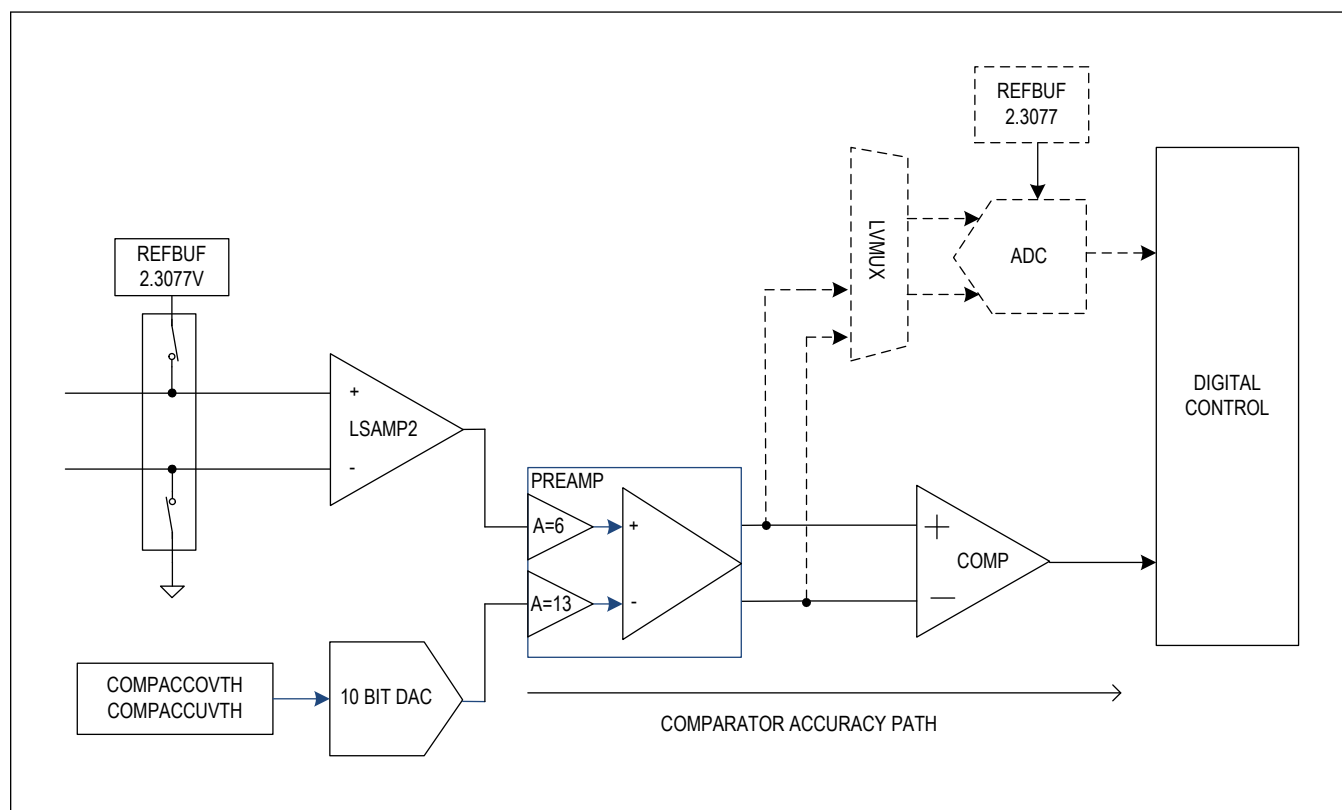 REFBUF
2.3077
LVMUX
ADC
REFBUF
2.3077V
DIGITAL
CONTROL
+
LSAMP2
-
PREAMP
A=6
+
A=13
-
+
COMP
—
COMPACCOVTH
COMPACCUVTH
10 BIT DAC
COMPARATOR ACCURACY PATH